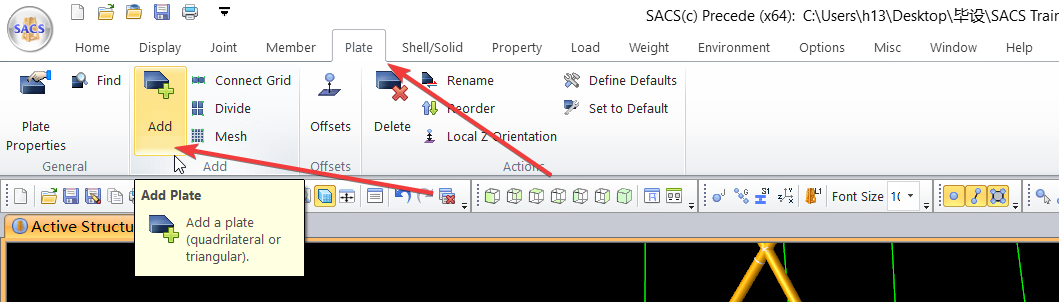 SACS
SACS(c) Precede (x64): C:\Users\h13\Desktop\毕设\SACS Train
Home Display Joint Member Plate Shell/Solid Property Load Weight Environment Options Misc Window Help
Find Connect Grid Rename Define Defaults
Divide Reorder Set to Default
Plate Properties Add Mesh Offsets Delete Local Z Orientation
General Add Offsets Actions
S1 L1 Font Size
Active Structu
Add Plate
Add a plate
(quadrilateral or
triangular).